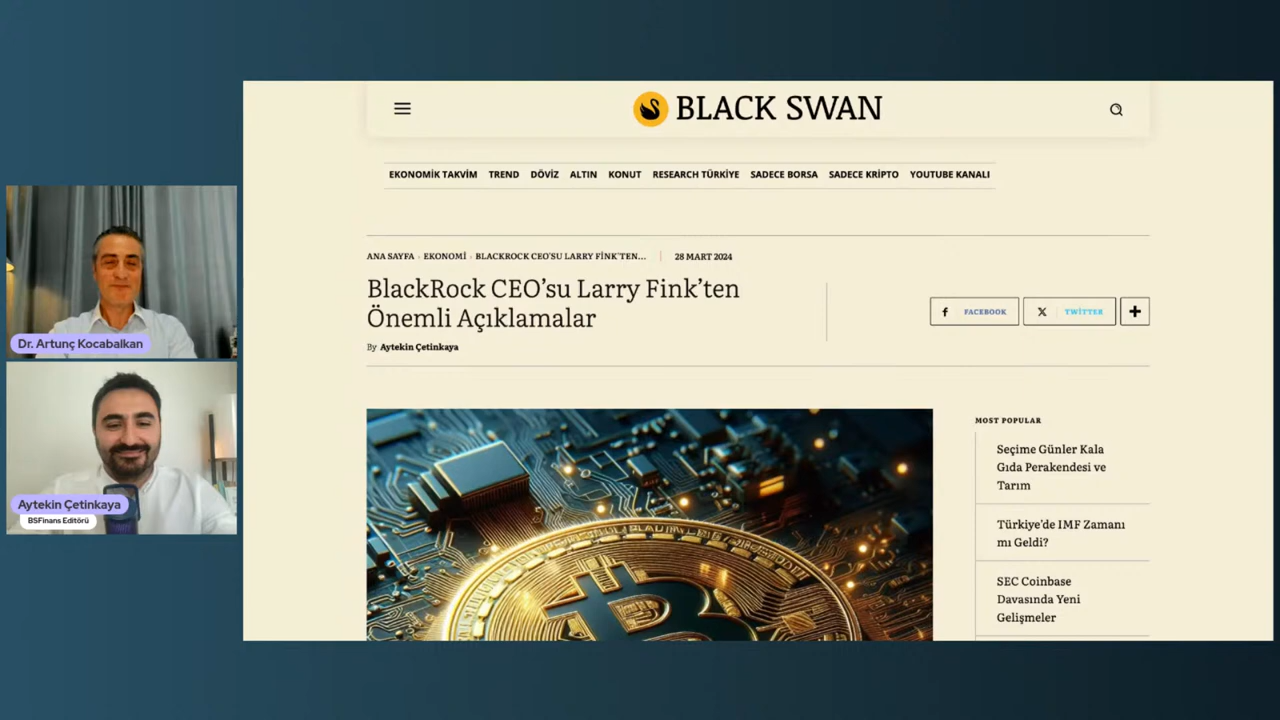 BLACK SWAN
EKONOMİK TAKVİM TREND DÖVİZ ALTIN KONUT RESEARCH TÜRKİYE SADECE BORSA SADECE KRİPTO YOUTUBE KANALI
ANA SAYFA › EKONOMİ › BLACKROCK CEO'SU LARRY FİNK'TEN... | 28 MART 2024
BlackRock CEO’su Larry Fink’ten
Önemli Açıklamalar
By Aytekin Çetinkaya
FACEBOOK
X TWITTER
MOST POPULAR
Seçime Günler Kala
Gıda Perakendesi ve
Tarım
Türkiye'de IMF Zamanı
mı Geldi?
SEC Coinbase
Davasında Yeni
Gelişmeler
Dr. Artunç Kocabalkan
Aytekin Çetinkaya
BSFinans Editörü